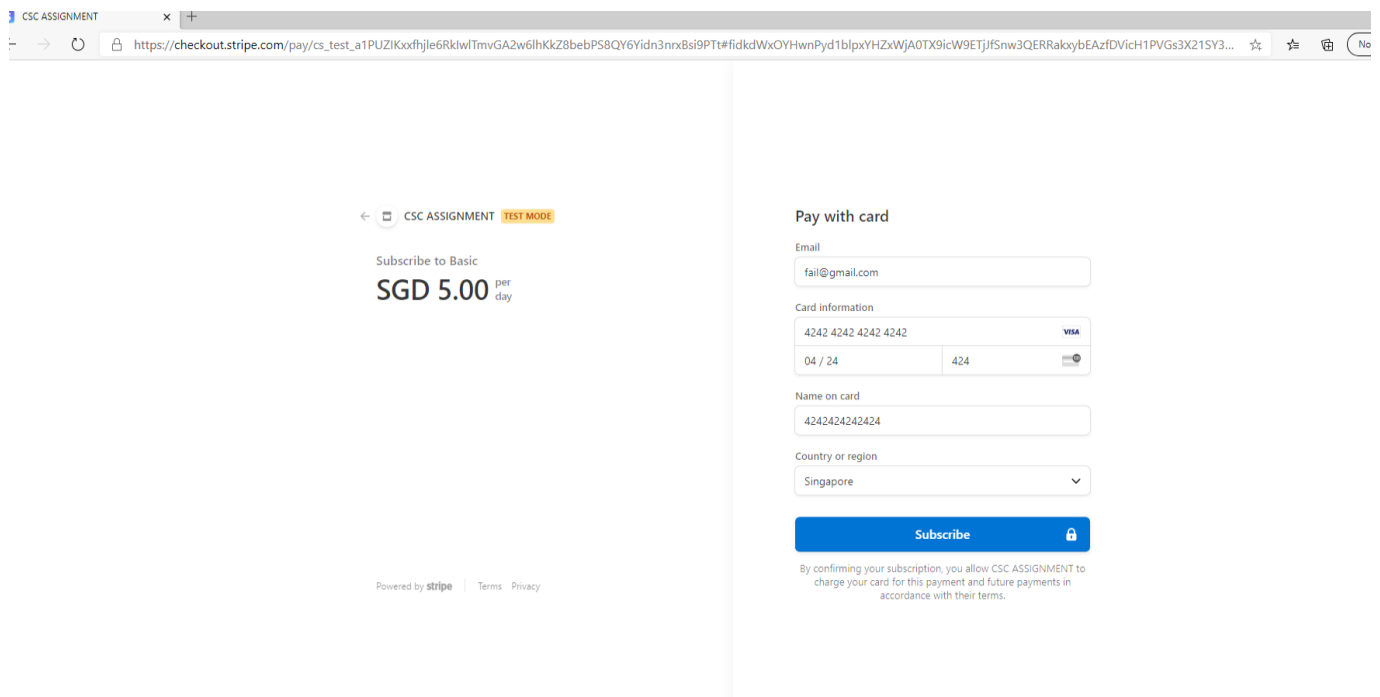 CSC ASSIGNMENT
https://checkout.stripe.com/pay/cs_test_a1PUZIKxxfhjle6RkIwlTmvGA2w6lhKkZ8bebPS8QY6Yidn3nrxBsi9PTt#fidkdWxOYHwnPyd1blpxYHZxWjA0TX9icW9ETjJfSnw3QERRakxybEAzfDVicH1PVGs3X21SY3...
No
CSC ASSIGNMENT TEST MODE
Subscribe to Basic
SGD 5.00 per day
Powered by stripe Terms Privacy
Pay with card
Email
fail@gmail.com
Card information
4242 4242 4242 4242 VISA
04 / 24 424
Name on card
4242424242424
Country or region
Singapore
Subscribe
By confirming your subscription, you allow CSC ASSIGNMENT to
charge your card for this payment and future payments in
accordance with their terms.